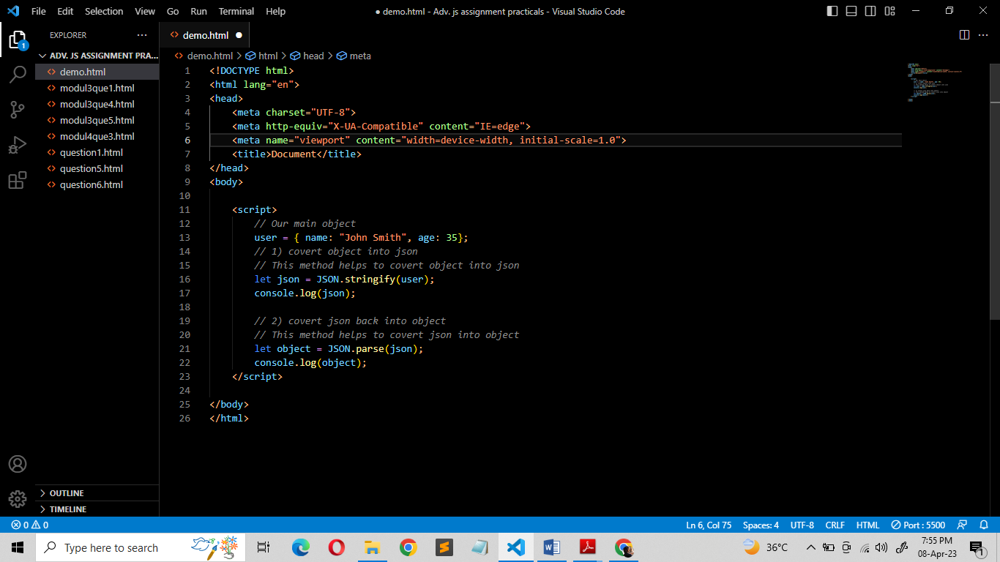 File Edit Selection View Go Run Terminal Help
● demo.html - Adv. js assignment practicals - Visual Studio Code
EXPLORER ...
1
ADV. JS ASSIGNMENT PRA...
demo.html
modul3que1.html
modul3que4.html
modul3que5.html
modul4que3.html
question1.html
question5.html
question6.html
OUTLINE
TIMELINE
demo.html ●
demo.html > html > head > meta
1 <!DOCTYPE html>
2 <html lang="en">
3 <head>
4 <meta charset="UTF-8">
5 <meta http-equiv="X-UA-Compatible" content="IE=edge">
6 <meta name="viewport" content="width=device-width, initial-scale=1.0">
7 <title>Document</title>
8 </head>
9 <body>
10
11 <script>
12 // Our main object
13 user = { name: "John Smith", age: 35};
14 // 1) covert object into json
15 // This method helps to covert object into json
16 let json = JSON.stringify(user);
17 console.log(json);
18
19 // 2) covert json back into object
20 // This method helps to covert json into object
21 let object = JSON.parse(json);
22 console.log(object);
23 </script>
24
25 </body>
26 </html>
0 0 Ln 6, Col 75 Spaces: 4 UTF-8 CRLF HTML Port : 5500
Type here to search
36°C
7:55 PM
08-Apr-23
1